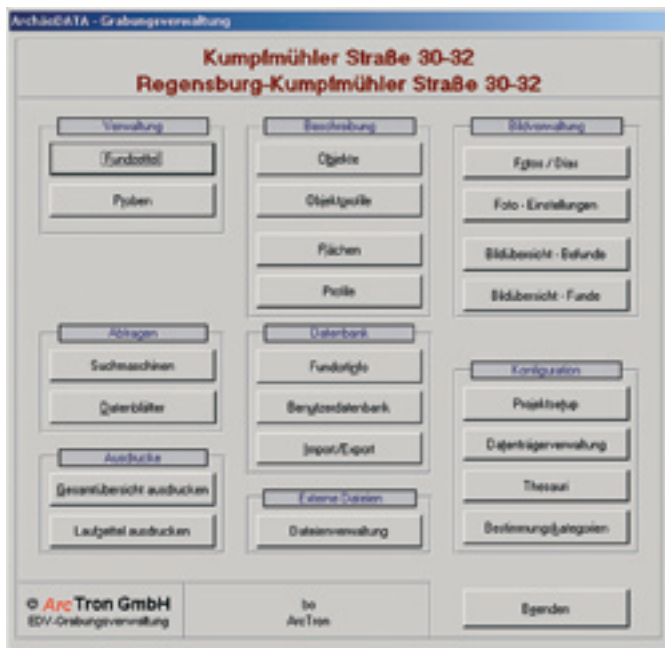 ArchäoDATA - Grabungsverwaltung
Kumpfmühler Straße 30-32
Regensburg-Kumpfmühler Straße 30-32
Verwaltung
Fundzettel
Proben
Beschreibung
Objekte
Objektprofile
Flächen
Profile
Bildverwaltung
Fotos / Dias
Foto - Einstellungen
Bildübersicht - Befunde
Bildübersicht - Funde
Abfragen
Suchmaschinen
Datenblätter
Datenbank
Fundortinfo
Benutzerdatenbank
Import/Export
Konfiguration
Projektsetup
Datenträgerverwaltung
Thesauri
Bestimmungskategorien
Ausdrucke
Gesamtübersicht ausdrucken
Laufzettel ausdrucken
Externe Dateien
Dateienverwaltung
© ArcTron GmbH
EDV-Grabungsverwaltung
bo
ArcTron
Beenden